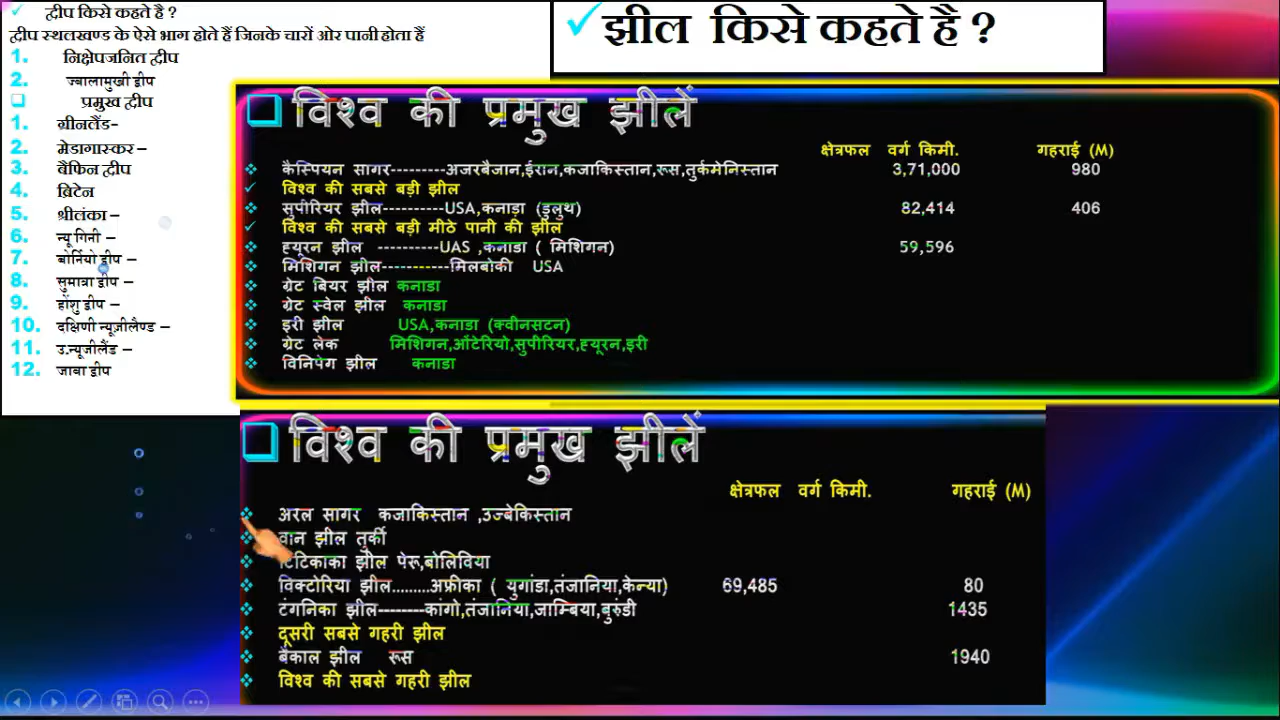 ✓ द्वीप किसे कहते है ?
द्वीप स्थलखण्ड के ऐसे भाग होते हैं जिनके चारों ओर पानी होता हैं
1. निक्षेपजनित द्वीप
2. ज्बालामुखी द्वीप
❑ प्रमुख द्वीप
1. ग्रीनलैंड-
2. मेडागास्कर –
3. बैफिन द्वीप
4. ब्रिटेन
5. श्रीलंका –
6. न्यू गिनी –
7. बोर्नियो द्वीप –
8. सुमात्रा द्वीप –
9. होंशु द्वीप –
10. दक्षिणी न्यूज़ीलैण्ड –
11. उ.न्यूजीलैंड –
12. जाबा द्वीप
✓ झील किसे कहते है ?
❑ विश्व की प्रमुख झीलें
क्षेत्रफल वर्ग किमी. गहराई (M)
❖ कैस्पियन सागर---------अजरबैजान,ईरान,कजाकिस्तान,रूस,तुर्कमेनिस्तान 3,71,000 980
✓ विश्व की सबसे बड़ी झील
❖ सुपीरियर झील----------USA,कनाड़ा (डुलुथ) 82,414 406
✓ विश्व की सबसे बड़ी मीठे पानी की झील
❖ ह्यूरन झील ----------UAS ,कनाडा ( मिशिगन) 59,596
❖ मिशिगन झील-----------मिलबोकी USA
❖ ग्रेट बियर झील कनाडा
❖ ग्रेट स्वेल झील कनाडा
❖ इरी झील USA,कनाडा (क्वीनसटन)
❖ ग्रेट लेक मिशिगन,ओंटेरियो,सुपीरियर,ह्यूरन,इरी
❖ विनिपेग झील कनाडा
❑ विश्व की प्रमुख झीलें
क्षेत्रफल वर्ग किमी. गहराई (M)
❖ अरल सागर कजाकिस्तान ,उज्बेकिस्तान
❖ वान झील तुर्की
टिटिकाका झील पेरू,बोलिविया
❖ विक्टोरिया झील.........अफ्रीका ( युगांडा,तंजानिया,केन्या) 69,485 80
❖ टंगनिका झील--------कांगो,तंजानिया,जाम्बिया,बुरुंडी 1435
❖ दूसरी सबसे गहरी झील
❖ बैकाल झील रूस 1940
❖ विश्व की सबसे गहरी झील